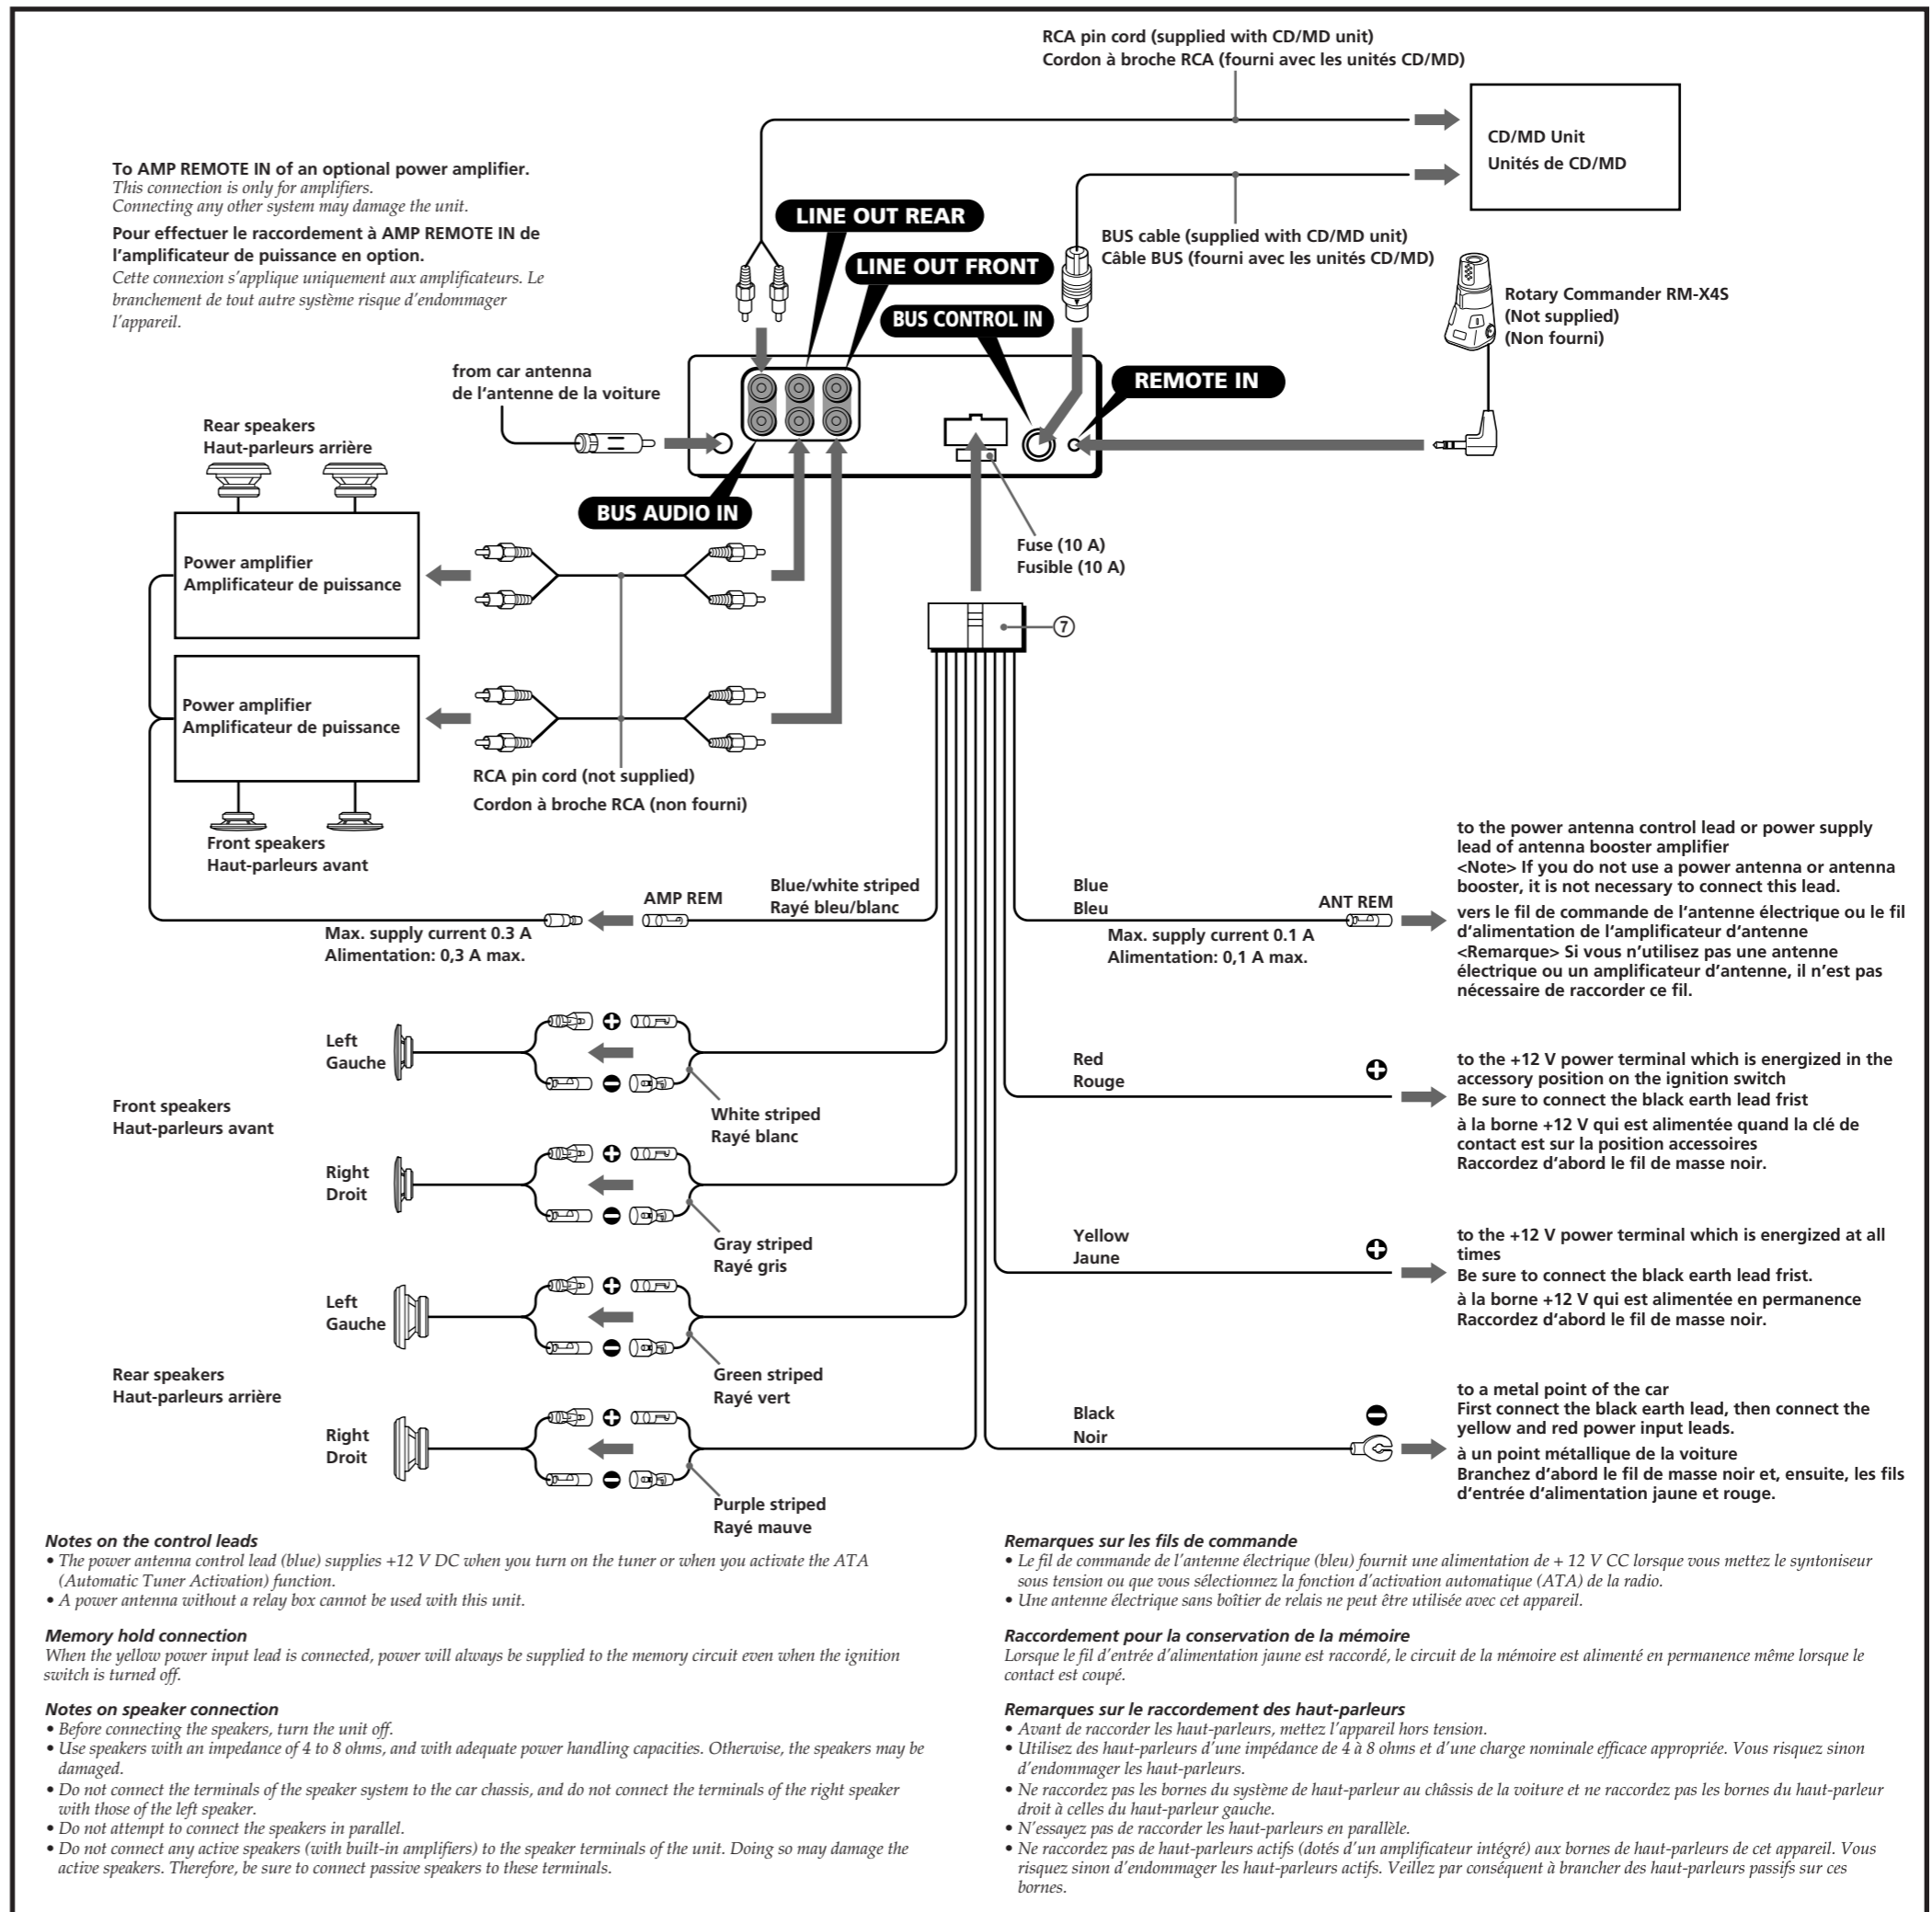 RCA pin cord (supplied with CD/MD unit)
Cordon à broche RCA (fourni avec les unités CD/MD)
CD/MD Unit
Unités de CD/MD
To AMP REMOTE IN of an optional power amplifier.
This connection is only for amplifiers.
Connecting any other system may damage the unit.
Pour effectuer le raccordement à AMP REMOTE IN de
l'amplificateur de puissance en option.
Cette connexion s'applique uniquement aux amplificateurs. Le
branchement de tout autre système risque d'endommager
l'appareil.
LINE OUT REAR
LINE OUT FRONT
BUS CONTROL IN
BUS cable (supplied with CD/MD unit)
Câble BUS (fourni avec les unités CD/MD)
Rotary Commander RM-X4S
(Not supplied)
(Non fourni)
REMOTE IN
from car antenna
de l'antenne de la voiture
Rear speakers
Haut-parleurs arrière
BUS AUDIO IN
Fuse (10 A)
Fusible (10 A)
Power amplifier
Amplificateur de puissance
7
Power amplifier
Amplificateur de puissance
RCA pin cord (not supplied)
Cordon à broche RCA (non fourni)
Front speakers
Haut-parleurs avant
AMP REM
Blue/white striped
Rayé bleu/blanc
Max. supply current 0.3 A
Alimentation: 0,3 A max.
Blue
Bleu
ANT REM
Max. supply current 0.1 A
Alimentation: 0,1 A max.
to the power antenna control lead or power supply
lead of antenna booster amplifier
<Note> If you do not use a power antenna or antenna
booster, it is not necessary to connect this lead.
vers le fil de commande de l'antenne électrique ou le fil
d'alimentation de l'amplificateur d'antenne
<Remarque> Si vous n'utilisez pas une antenne
électrique ou un amplificateur d'antenne, il n'est pas
nécessaire de raccorder ce fil.
Front speakers
Haut-parleurs avant
Left
Gauche
White striped
Rayé blanc
Right
Droit
Gray striped
Rayé gris
Rear speakers
Haut-parleurs arrière
Left
Gauche
Green striped
Rayé vert
Right
Droit
Purple striped
Rayé mauve
Red
Rouge
to the +12 V power terminal which is energized in the
accessory position on the ignition switch
Be sure to connect the black earth lead frist
à la borne +12 V qui est alimentée quand la clé de
contact est sur la position accessoires
Raccordez d'abord le fil de masse noir.
Yellow
Jaune
to the +12 V power terminal which is energized at all
times
Be sure to connect the black earth lead frist.
à la borne +12 V qui est alimentée en permanence
Raccordez d'abord le fil de masse noir.
Black
Noir
to a metal point of the car
First connect the black earth lead, then connect the
yellow and red power input leads.
à un point métallique de la voiture
Branchez d'abord le fil de masse noir et, ensuite, les fils
d'entrée d'alimentation jaune et rouge.
Notes on the control leads
• The power antenna control lead (blue) supplies +12 V DC when you turn on the tuner or when you activate the ATA
(Automatic Tuner Activation) function.
• A power antenna without a relay box cannot be used with this unit.
Memory hold connection
When the yellow power input lead is connected, power will always be supplied to the memory circuit even when the ignition
switch is turned off.
Notes on speaker connection
• Before connecting the speakers, turn the unit off.
• Use speakers with an impedance of 4 to 8 ohms, and with adequate power handling capacities. Otherwise, the speakers may be
damaged.
• Do not connect the terminals of the speaker system to the car chassis, and do not connect the terminals of the right speaker
with those of the left speaker.
• Do not attempt to connect the speakers in parallel.
• Do not connect any active speakers (with built-in amplifiers) to the speaker terminals of the unit. Doing so may damage the
active speakers. Therefore, be sure to connect passive speakers to these terminals.
Remarques sur les fils de commande
• Le fil de commande de l'antenne électrique (bleu) fournit une alimentation de + 12 V CC lorsque vous mettez le syntoniseur
sous tension ou que vous sélectionnez la fonction d'activation automatique (ATA) de la radio.
• Une antenne électrique sans boîtier de relais ne peut être utilisée avec cet appareil.
Raccordement pour la conservation de la mémoire
Lorsque le fil d'entrée d'alimentation jaune est raccordé, le circuit de la mémoire est alimenté en permanence même lorsque le
contact est coupé.
Remarques sur le raccordement des haut-parleurs
• Avant de raccorder les haut-parleurs, mettez l'appareil hors tension.
• Utilisez des haut-parleurs d'une impédance de 4 à 8 ohms et d'une charge nominale efficace appropriée. Vous risquez sinon
d'endommager les haut-parleurs.
• Ne raccordez pas les bornes du système de haut-parleur au châssis de la voiture et ne raccordez pas les bornes du haut-parleur
droit à celles du haut-parleur gauche.
• N'essayez pas de raccorder les haut-parleurs en parallèle.
• Ne raccordez pas de haut-parleurs actifs (dotés d'un amplificateur intégré) aux bornes de haut-parleurs de cet appareil. Vous
risquez sinon d'endommager les haut-parleurs actifs. Veillez par conséquent à brancher des haut-parleurs passifs sur ces
bornes.